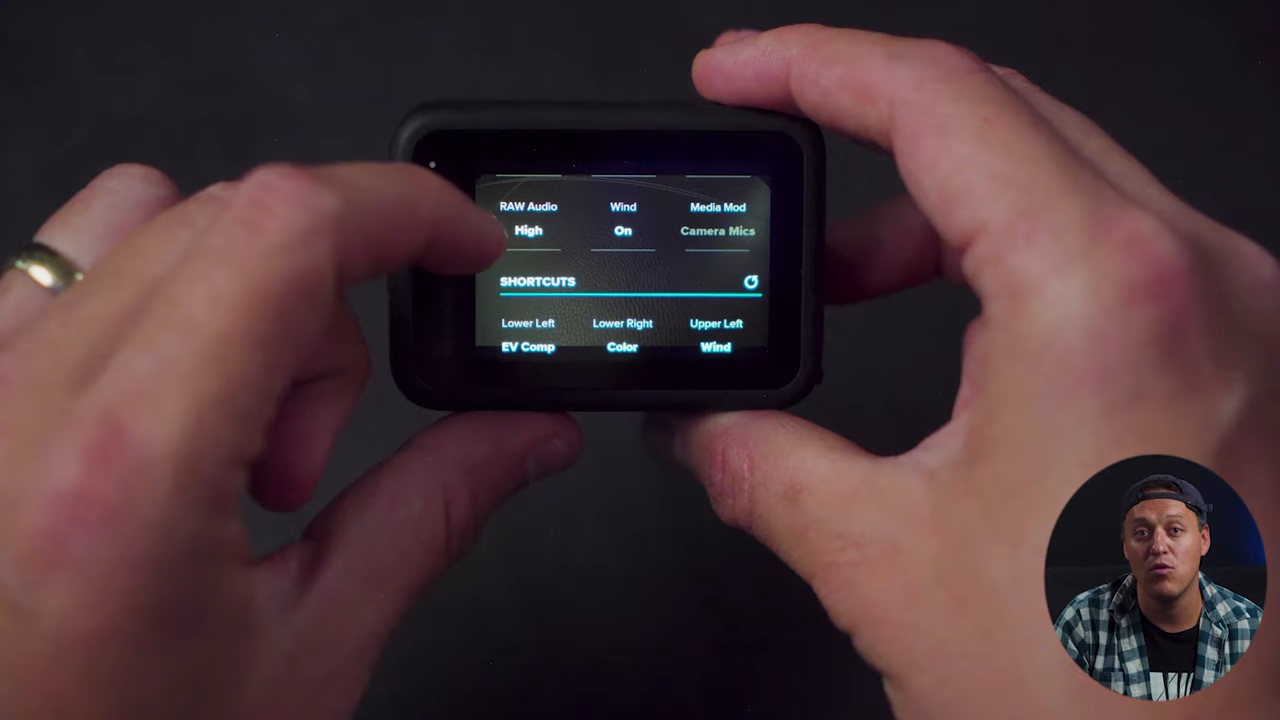 RAW Audio Wind Media Mod
High On Camera Mics
SHORTCUTS
Lower Left Lower Right Upper Left
EV Comp Color Wind